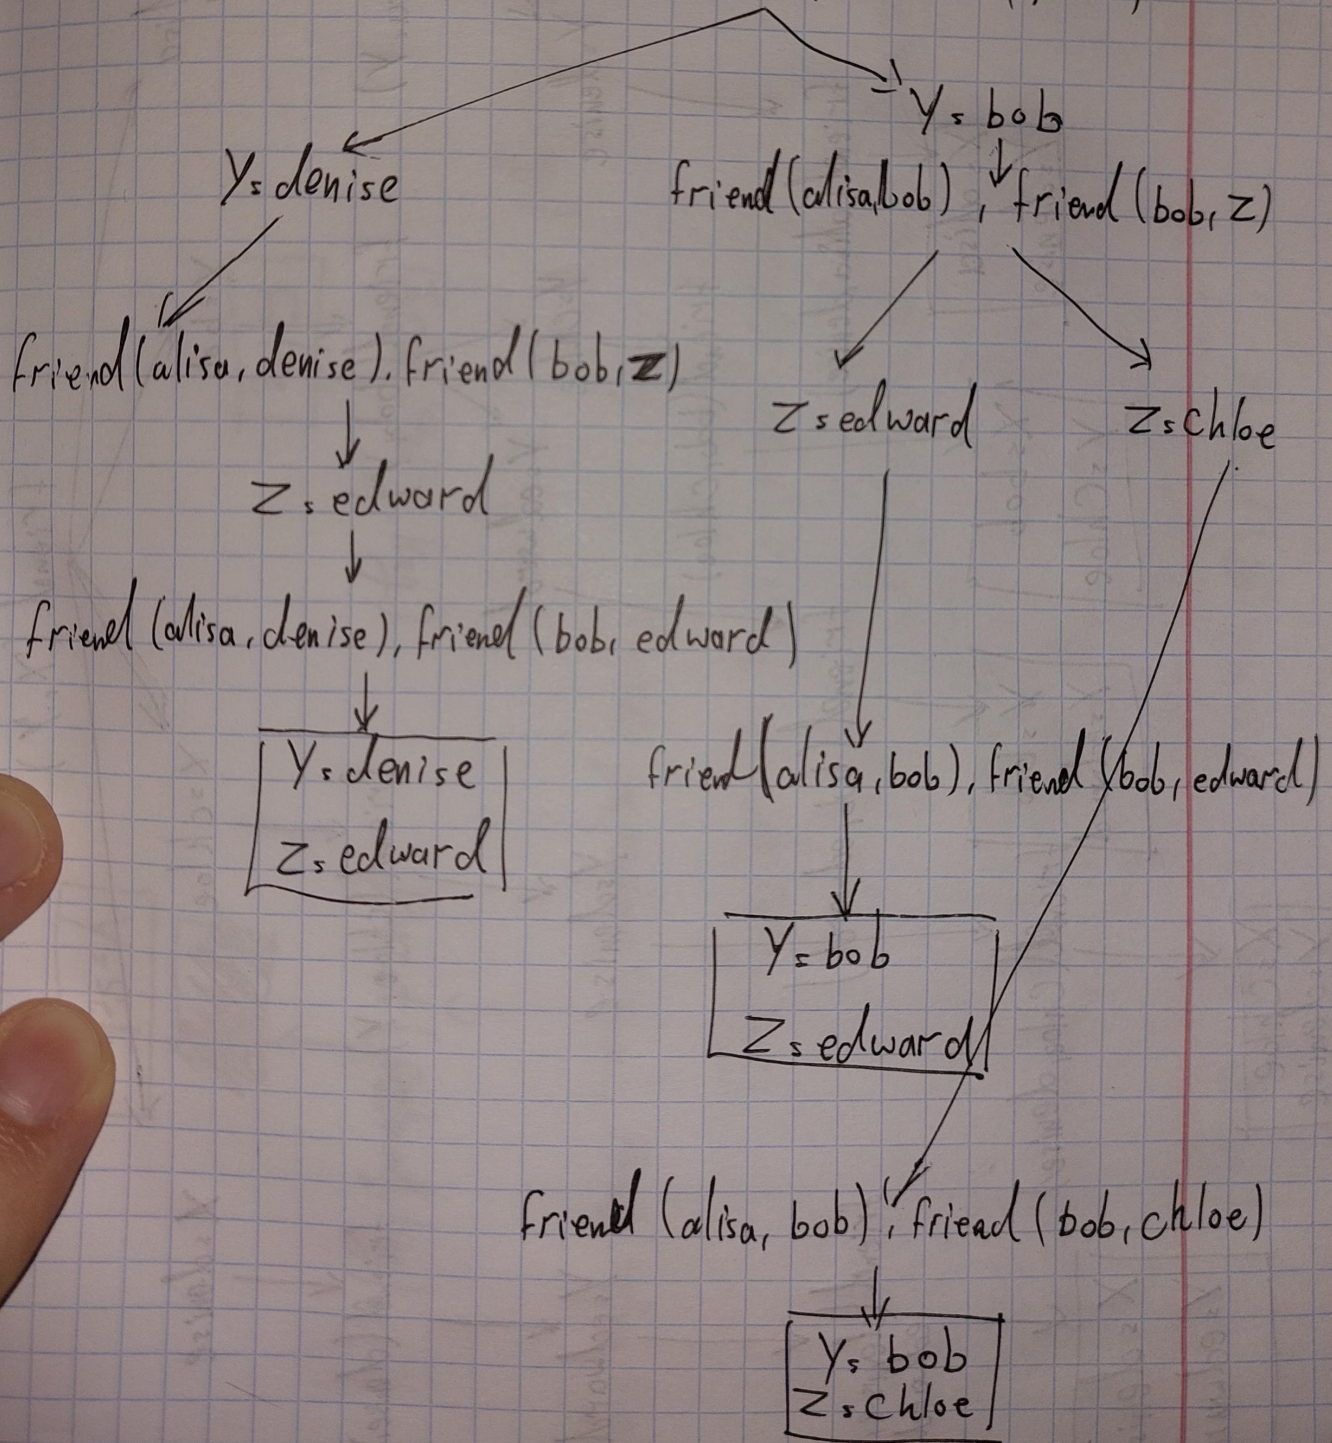 Y = bob
Y = denise
friend(alisa,bob) , friend(bob, Z)
friend(alisa, denise). friend(bob, Z)
Z = edward
Z = chloe
Z = edward
friend(alisa, denise), friend(bob, edward)
Y = denise
Z = edward
friend(alisa, bob), friend(bob, edward)
Y = bob
Z = edward
friend(alisa, bob), friend(bob, chloe)
Y = bob
Z = chloe